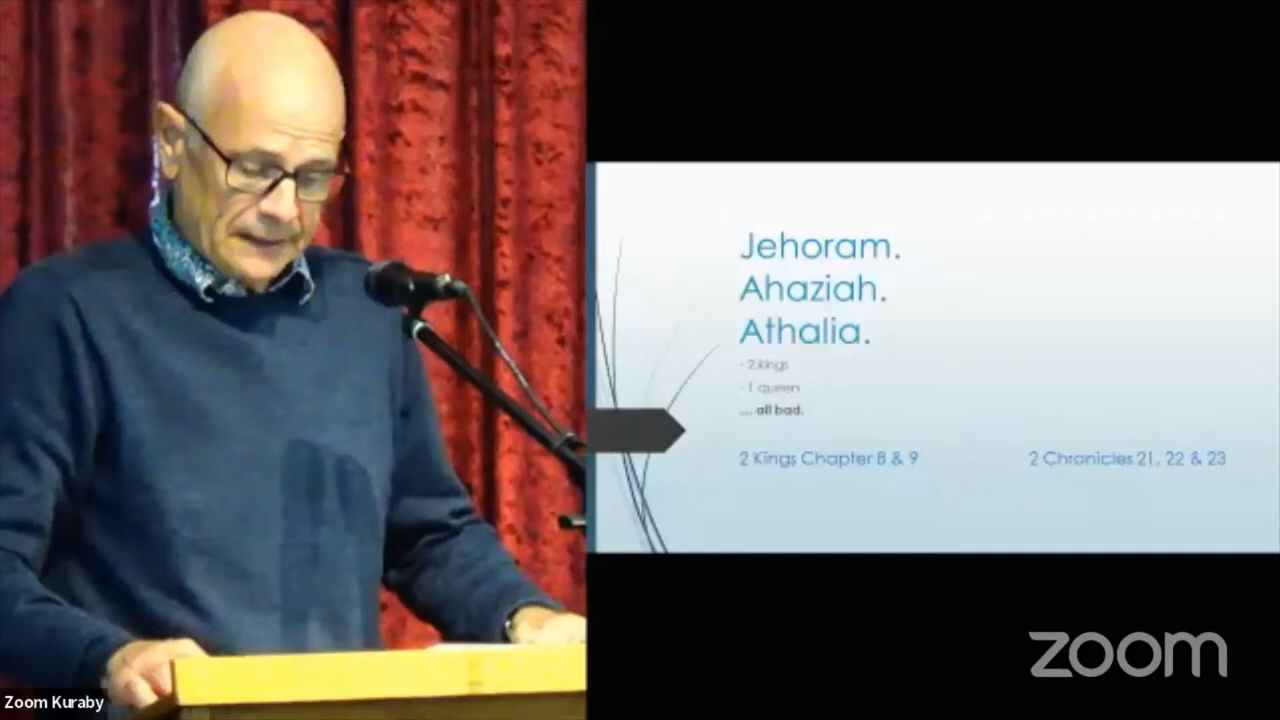 Jehoram.
Ahaziah.
Athalia.
- 2 kings
- 1 queen
.... all bad.
2 Kings Chapter 8 & 9
2 Chronicles 21, 22 & 23
zoom
Zoom Kuraby